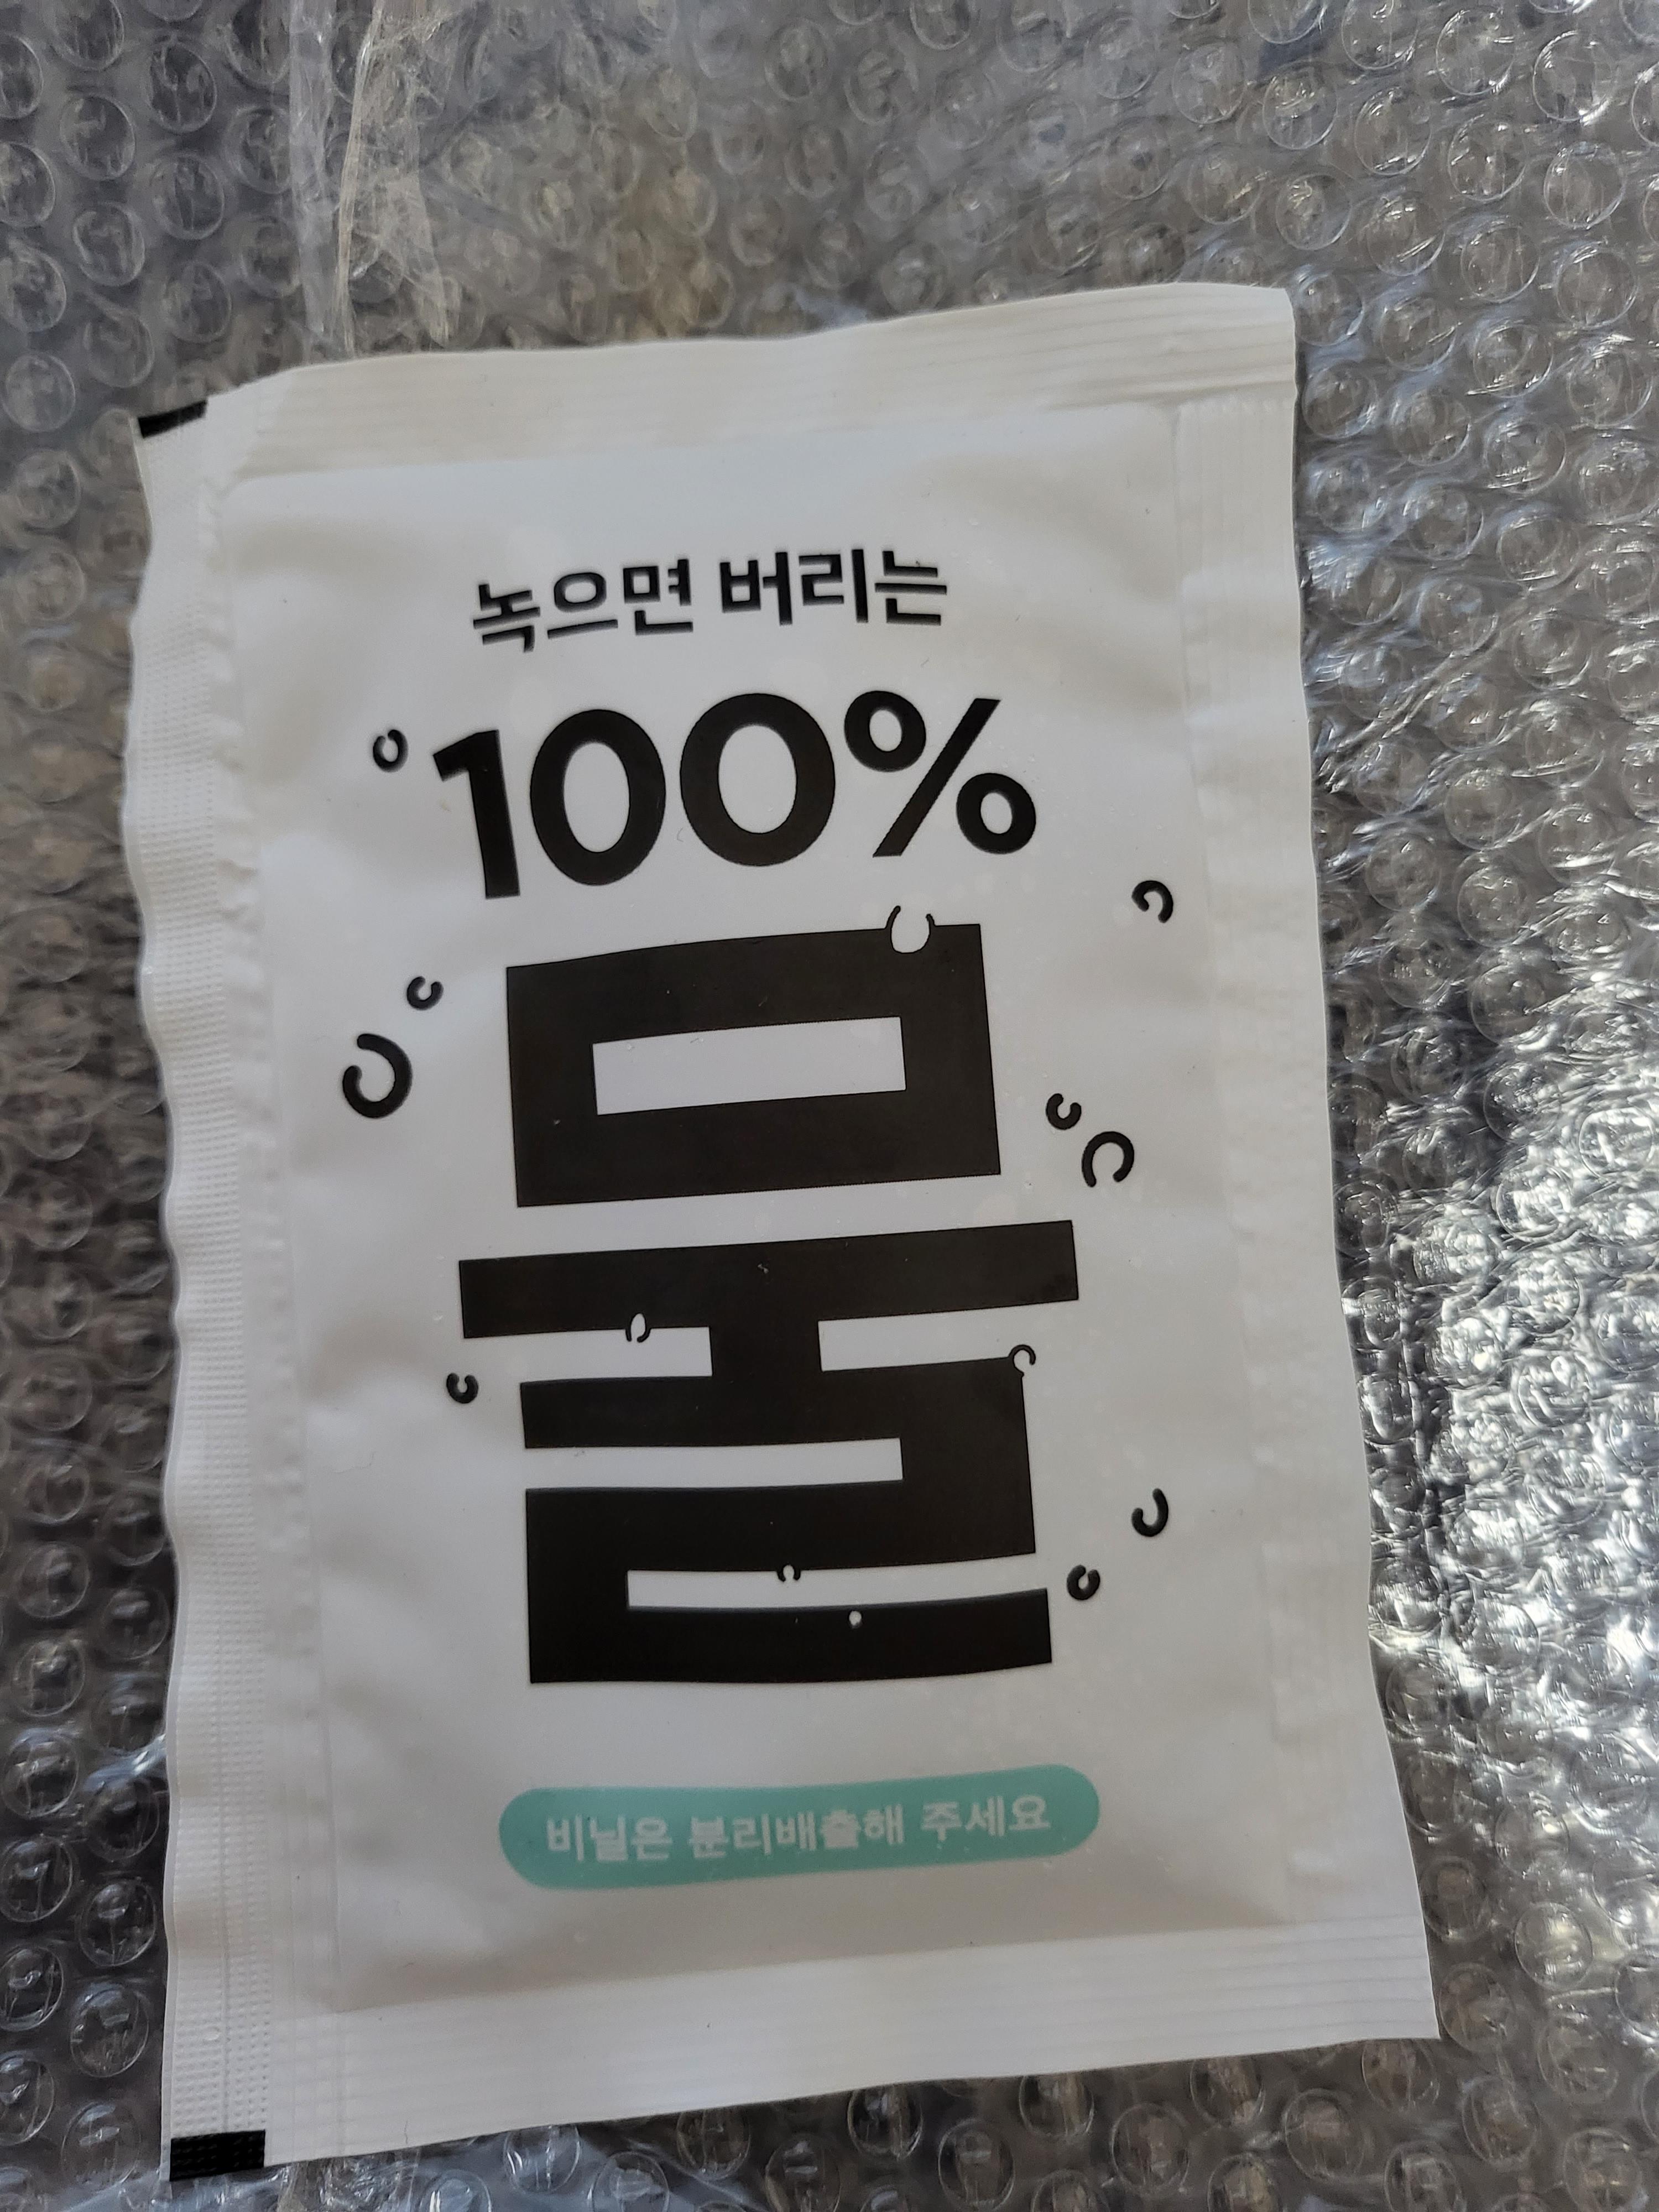 녹으면 버리는
100%
물
비닐은 분리배출해 주세요